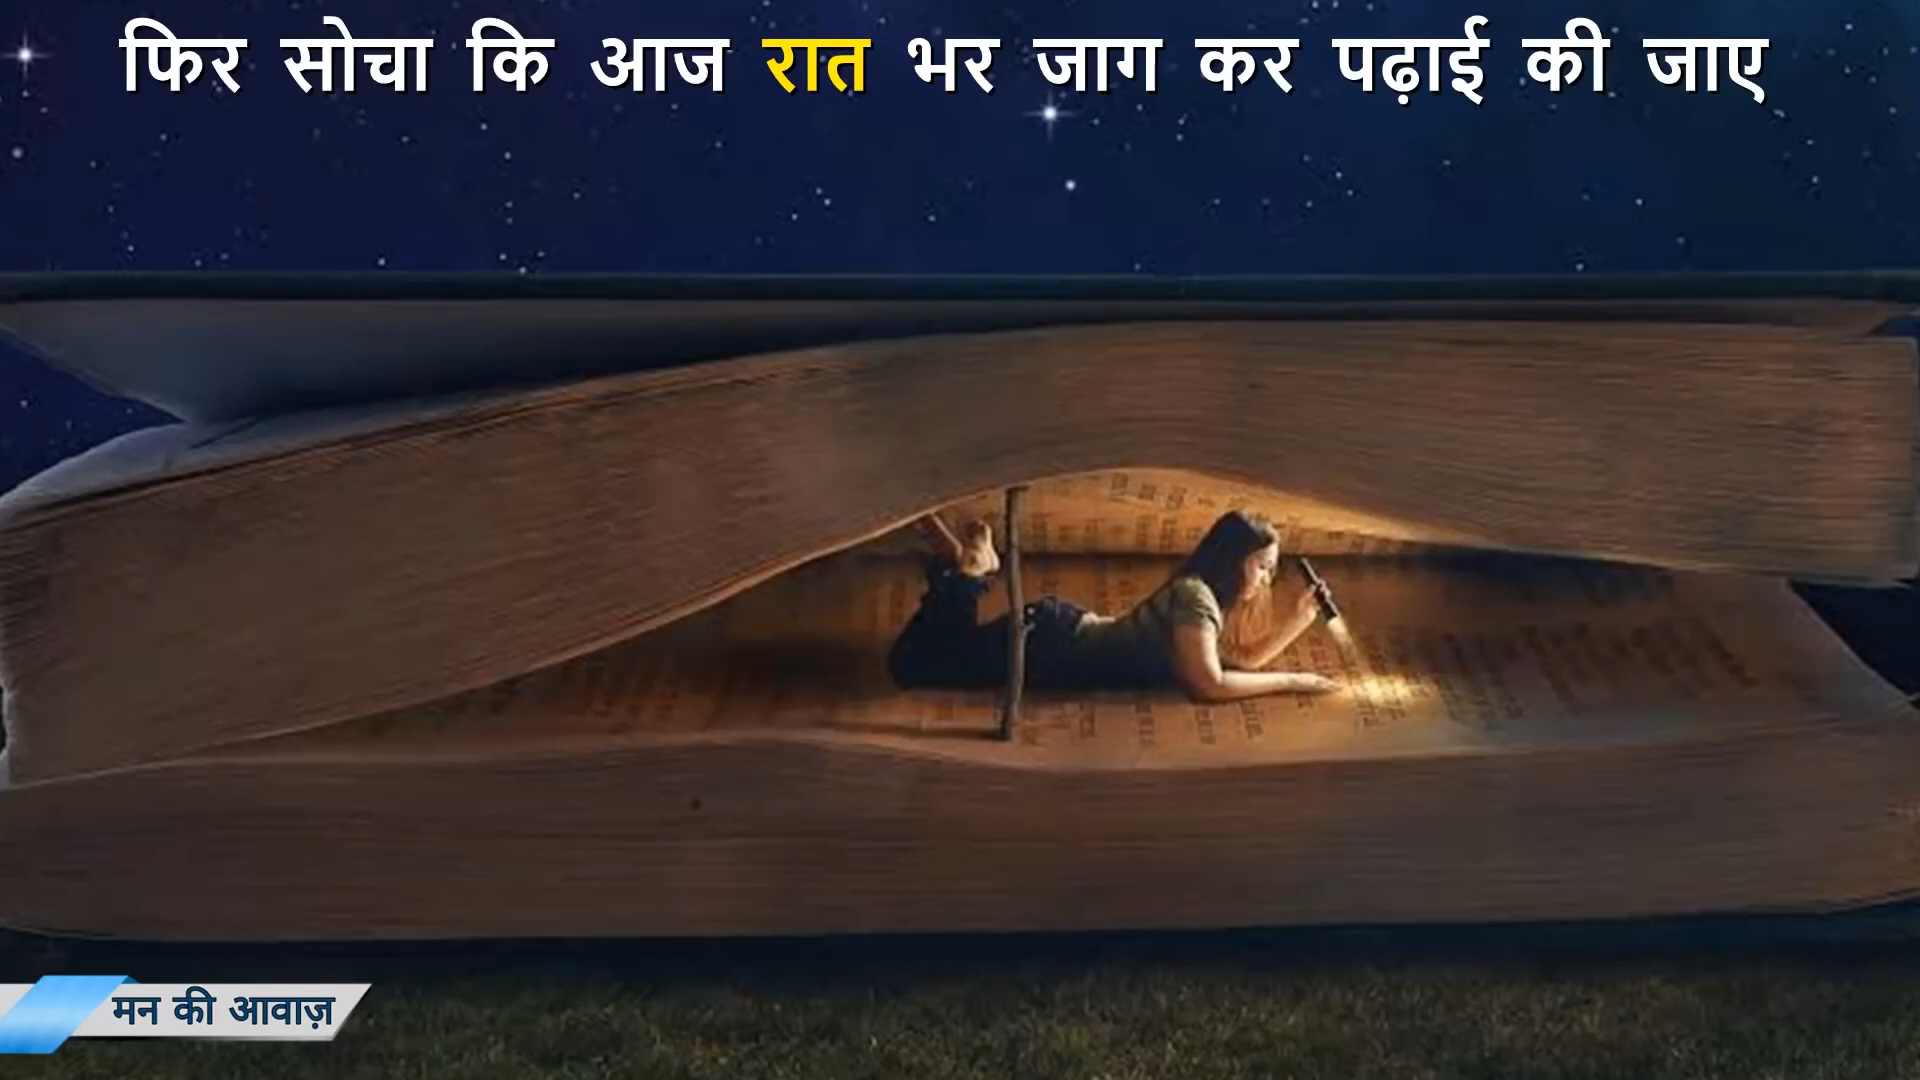 फिर सोचा कि आज रात भर जाग कर पढ़ाई की जाए
मन की आवाज़